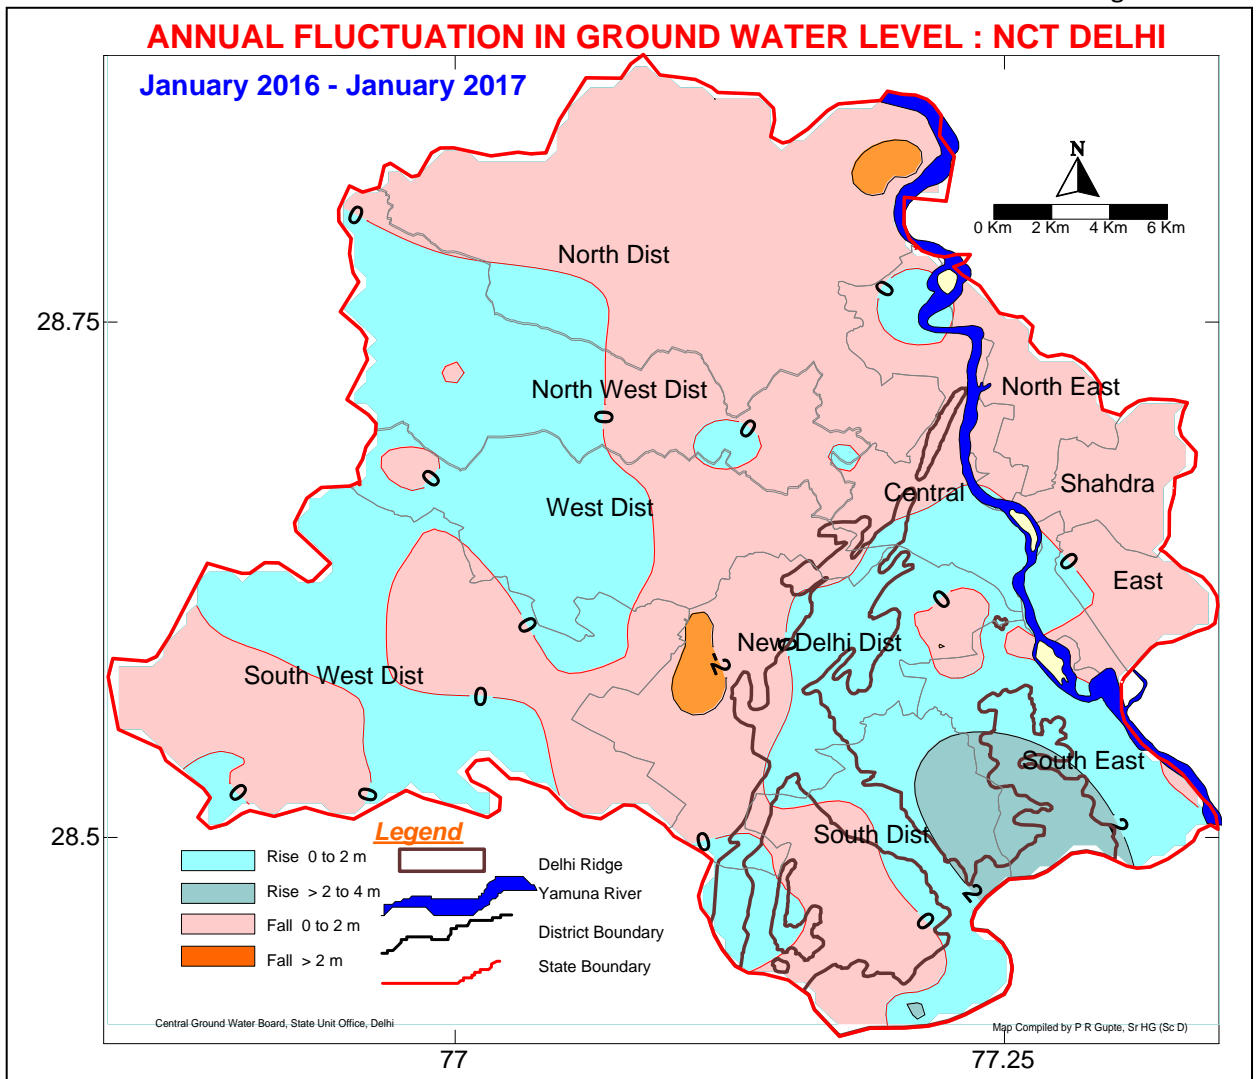 ANNUAL FLUCTUATION IN GROUND WATER LEVEL : NCT DELHI
January 2016 - January 2017
N
0 Km 2 Km 4 Km 6 Km
0
North Dist
0
28.75
North West Dist
North East
0
0
0
Central
Shahdra
West Dist
0
East
0
0
New Delhi Dist
0
-2
South West Dist
0
South East
0
0
2
Legend
0
South Dist
28.5
Rise 0 to 2 m
Delhi Ridge
Rise > 2 to 4 m
Yamuna River
2
Fall 0 to 2 m
District Boundary
0
Fall > 2 m
State Boundary
Central Ground Water Board, State Unit Office, Delhi
Map Compiled by P R Gupte, Sr HG (Sc D)
77
77.25